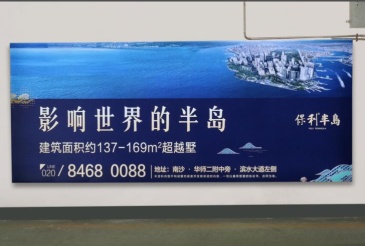 影响世界的半岛
保利半岛
建筑面积约137-169m²超越墅
020/ 8468 0088
地址：南沙·华师二附中旁·滨水大道左侧